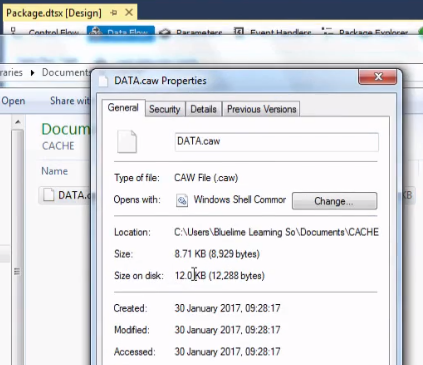 Package.dtsx [Design]
Control Flow Data Flow Parameters Event Handlers Package Explorer
raries Documents
DATA.caw Properties
Open Share wit
General Security Details Previous Versions
Docum
CACHE
DATA.caw
Name
Type of file: CAW File (.caw)
DATA.c
Opens with: Windows Shell Commor Change...
KB
Location: C:\Users\Bluelime Learning So\Documents\CACHE
Size: 8.71 KB (8,929 bytes)
Size on disk: 12.0 KB (12,288 bytes)
Created: 30 January 2017, 09:28:17
Modified: 30 January 2017, 09:28:17
Accessed: 30 January 2017, 09:28:17